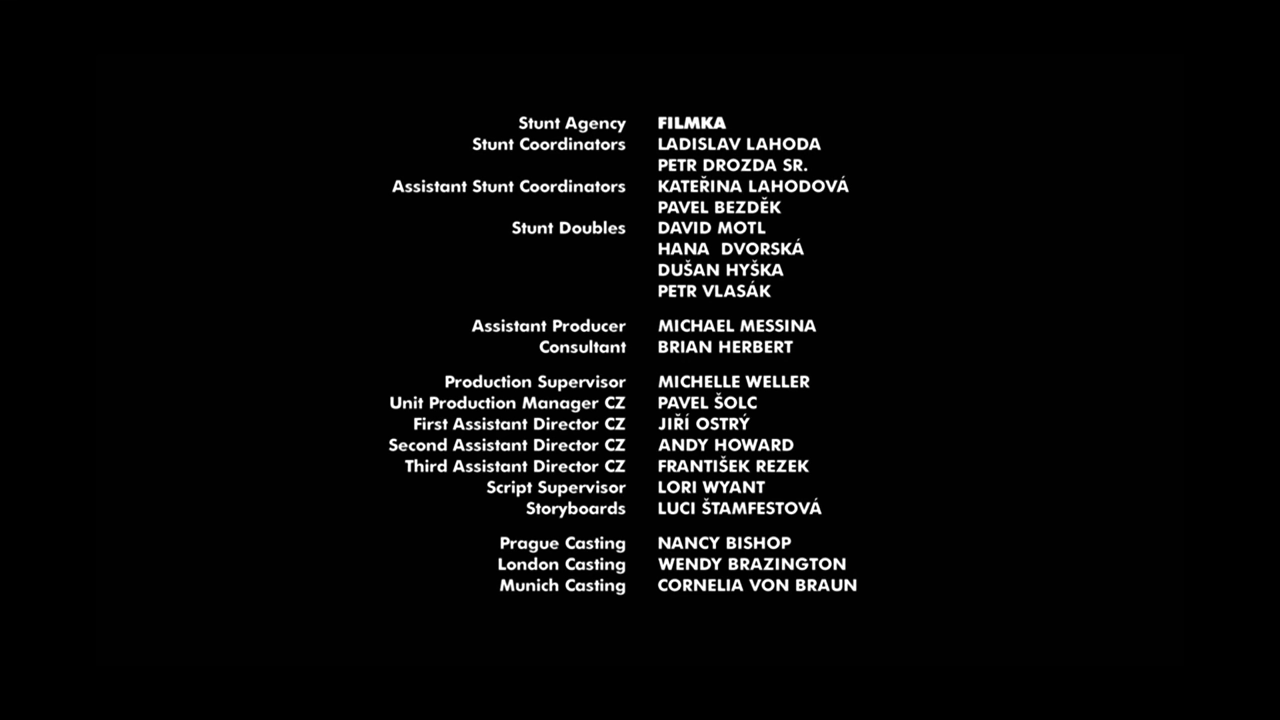 Stunt Agency FILMKA
Stunt Coordinators LADISLAV LAHODA
PETR DROZDA SR.
Assistant Stunt Coordinators KATEŘINA LAHODOVÁ
PAVEL BEZDĚK
Stunt Doubles DAVID MOTL
HANA DVORSKÁ
DUŠAN HYŠKA
PETR VLASÁK
Assistant Producer MICHAEL MESSINA
Consultant BRIAN HERBERT
Production Supervisor MICHELLE WELLER
Unit Production Manager CZ PAVEL ŠOLC
First Assistant Director CZ JIŘÍ OSTRÝ
Second Assistant Director CZ ANDY HOWARD
Third Assistant Director CZ FRANTIŠEK REZEK
Script Supervisor LORI WYANT
Storyboards LUCI ŠTAMFESTOVÁ
Prague Casting NANCY BISHOP
London Casting WENDY BRAZINGTON
Munich Casting CORNELIA VON BRAUN